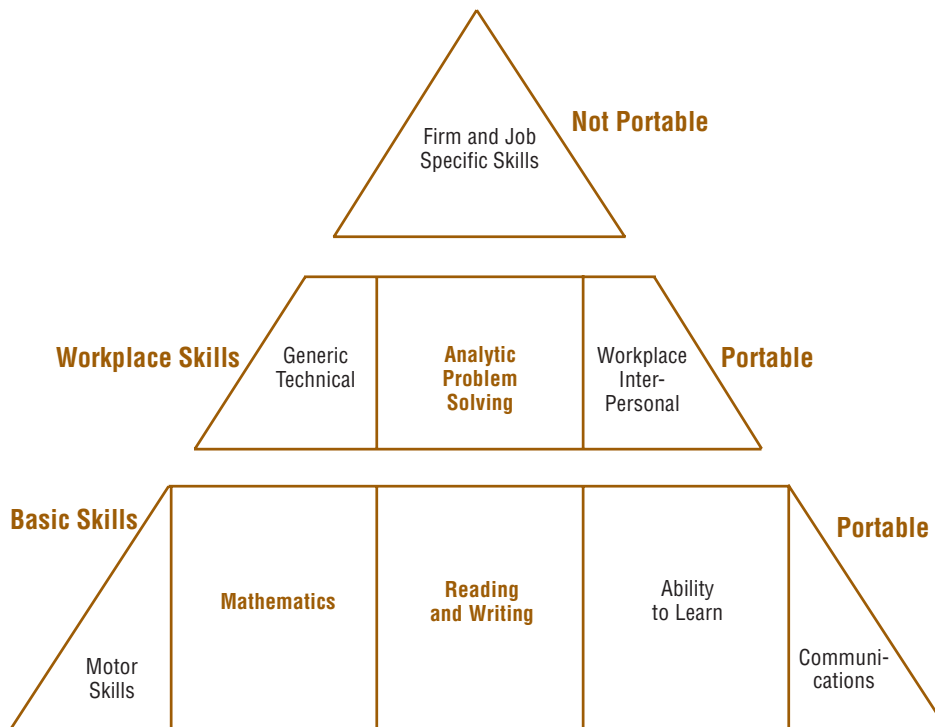 Not Portable
Firm and Job
Specific Skills
Workplace Skills
Generic
Technical
Analytic
Problem
Solving
Workplace
Inter-
Personal
Portable
Basic Skills
Portable
Mathematics
Reading
and Writing
Ability
to Learn
Motor
Skills
Communi-
cations